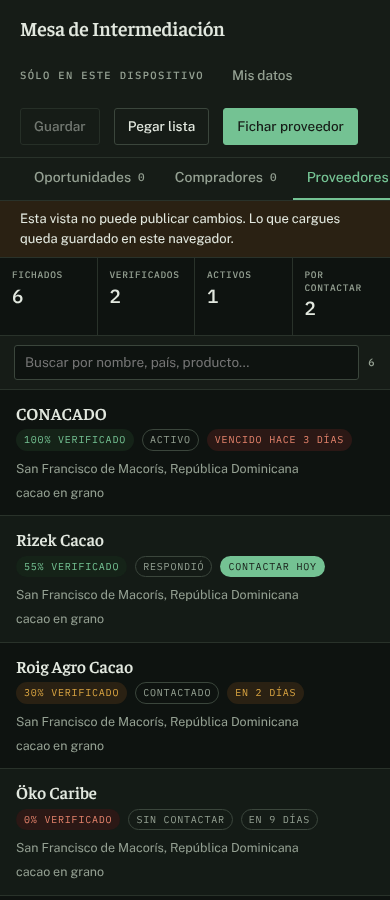 Mesa de Intermediación
SÓLO EN ESTE DISPOSITIVO Mis datos
Guardar Pegar lista Fichar proveedor
Oportunidades 0 Compradores 0 Proveedores
Esta vista no puede publicar cambios. Lo que cargues
queda guardado en este navegador.
FICHADOS
6
VERIFICADOS
2
ACTIVOS
1
POR
CONTACTAR
2
Buscar por nombre, país, producto... 6
CONACADO
100% VERIFICADO ACTIVO VENCIDO HACE 3 DÍAS
San Francisco de Macorís, República Dominicana
cacao en grano
Rizek Cacao
55% VERIFICADO RESPONDIÓ CONTACTAR HOY
San Francisco de Macorís, República Dominicana
cacao en grano
Roig Agro Cacao
30% VERIFICADO CONTACTADO EN 2 DÍAS
San Francisco de Macorís, República Dominicana
cacao en grano
Öko Caribe
0% VERIFICADO SIN CONTACTAR EN 9 DÍAS
San Francisco de Macorís, República Dominicana
cacao en grano